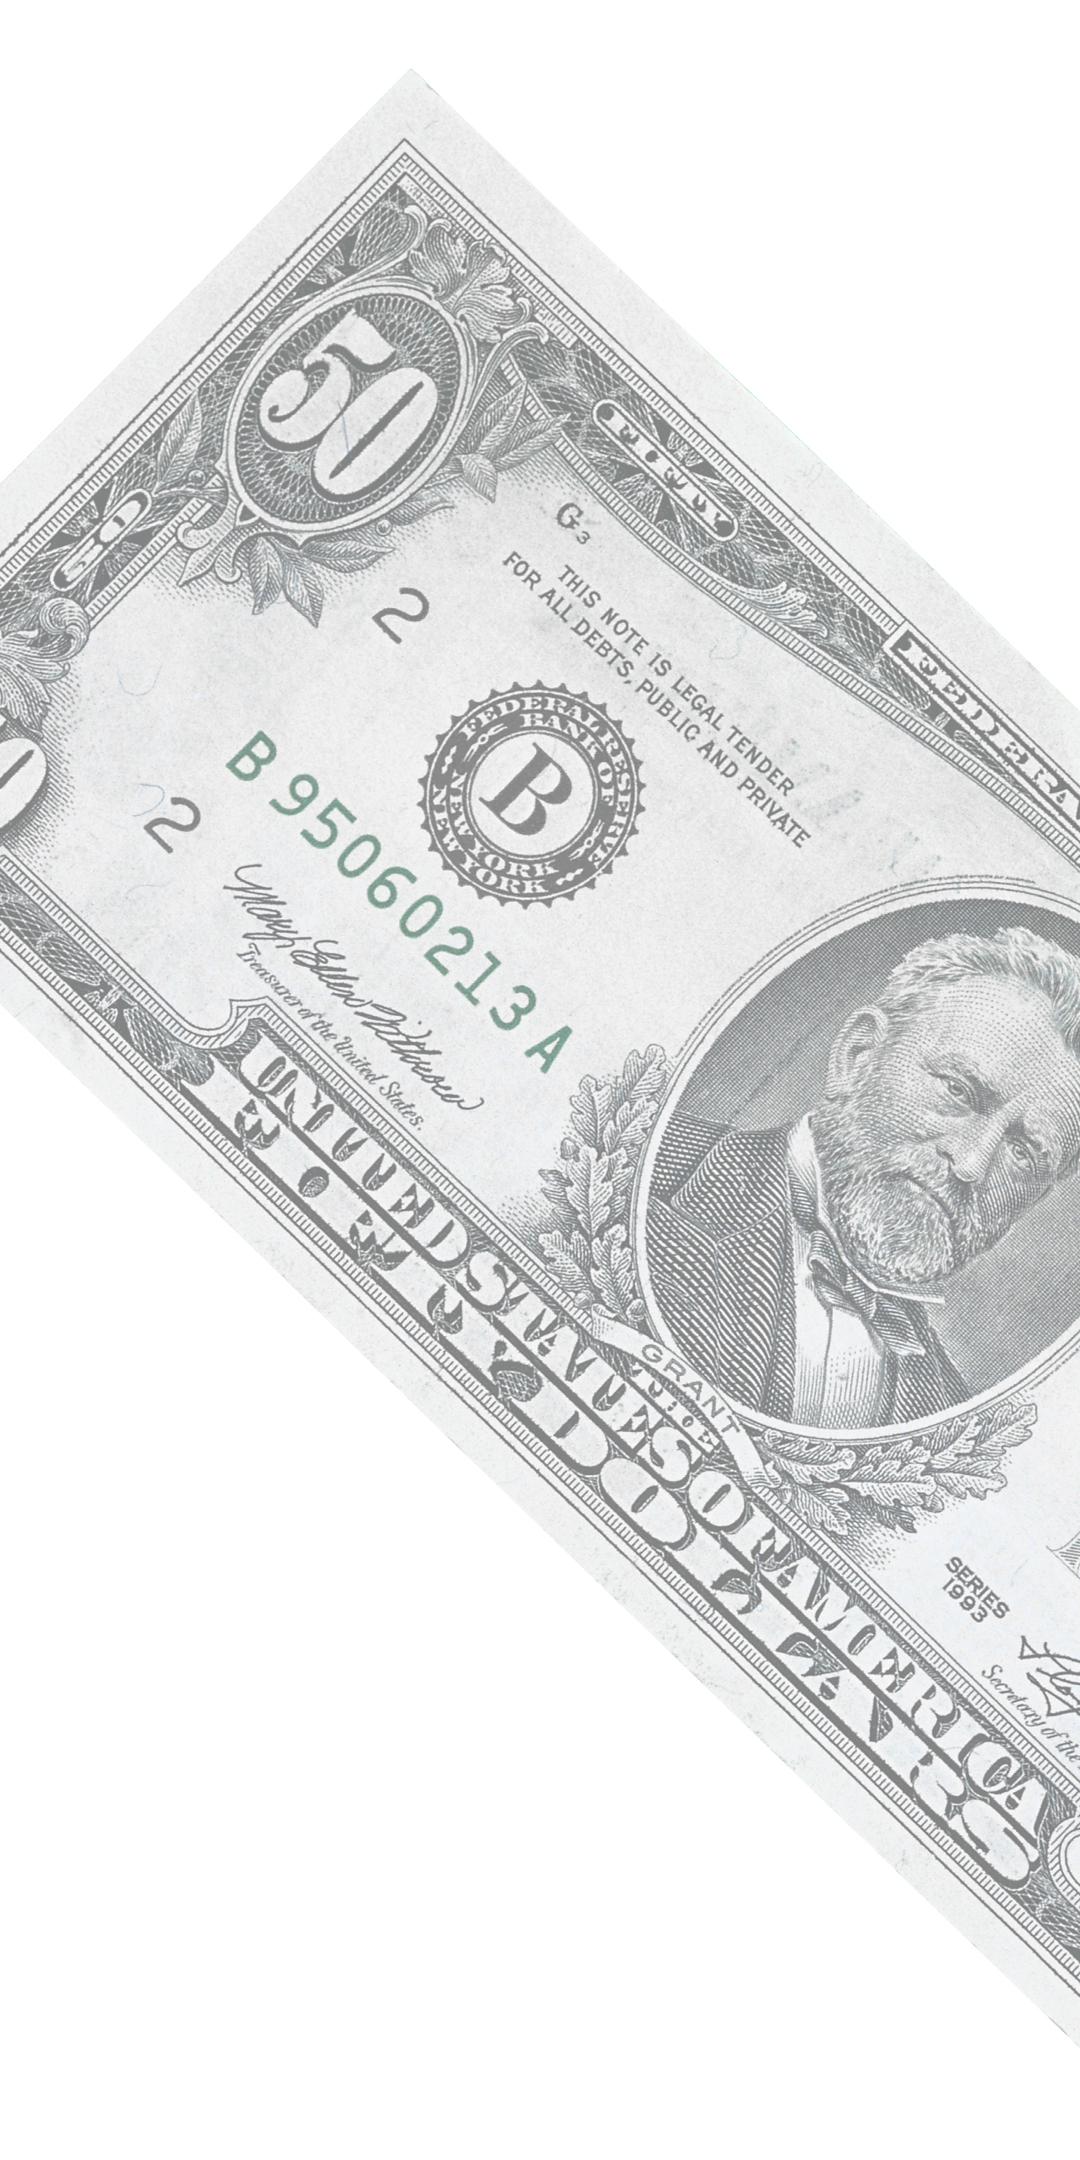 50
FIFTY
FEDERA
G3
THIS NOTE IS LEGAL TENDER
FOR ALL DEBTS, PUBLIC AND PRIVATE
2
FEDERAL RESERVE
BANK OF
B
NEW YORK
NEW YORK
B 95060213 A
2
Mary Ellen Withrow
Treasurer of the United States.
GRANT
SERIES
1993
Secretary of the
UNITED STATES OF AMERICA
FIFTY DOLLARS